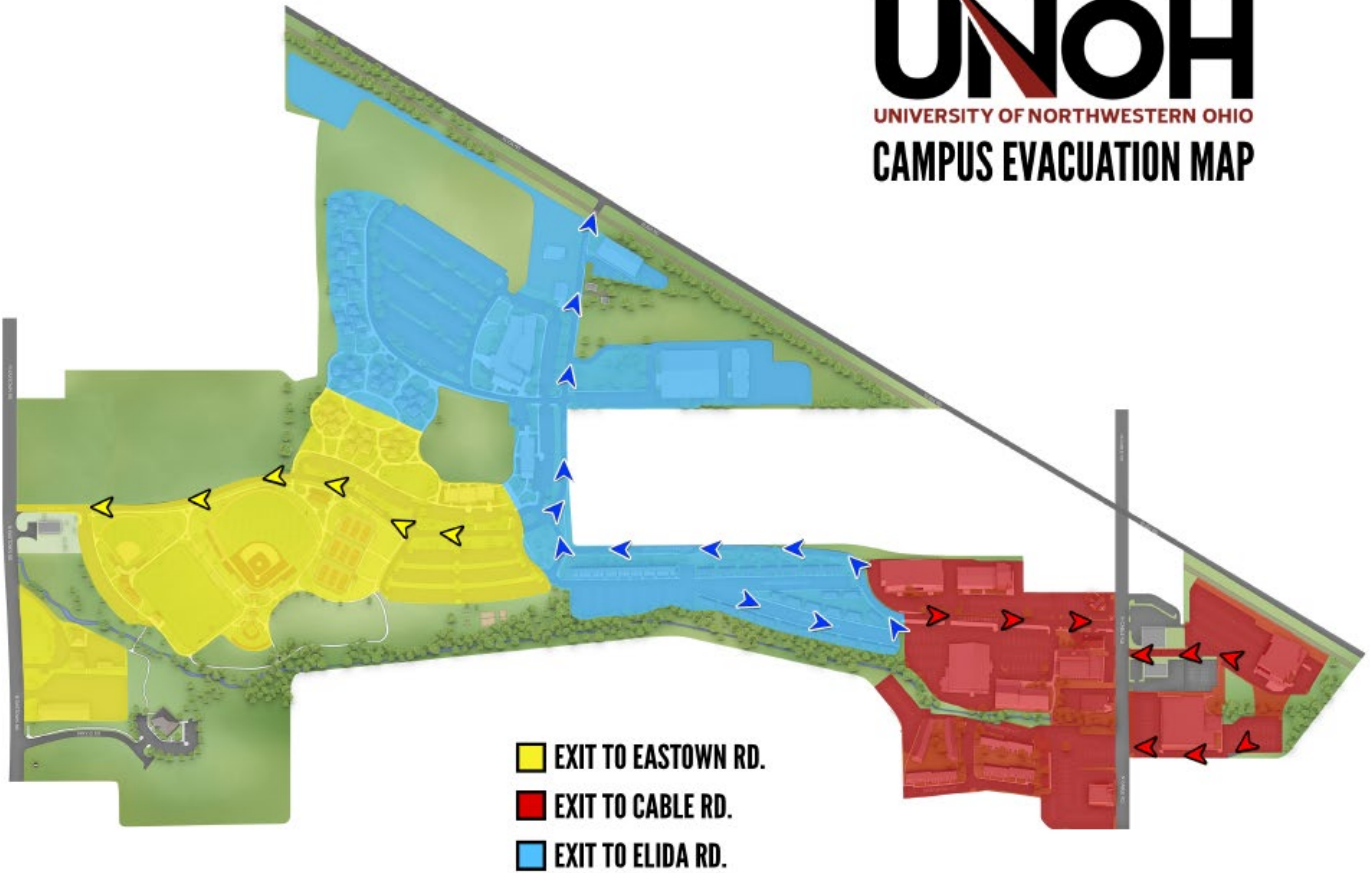 UNOH
UNIVERSITY OF NORTHWESTERN OHIO
CAMPUS EVACUATION MAP
EXIT TO EASTOWN RD.
EXIT TO CABLE RD.
EXIT TO ELIDA RD.